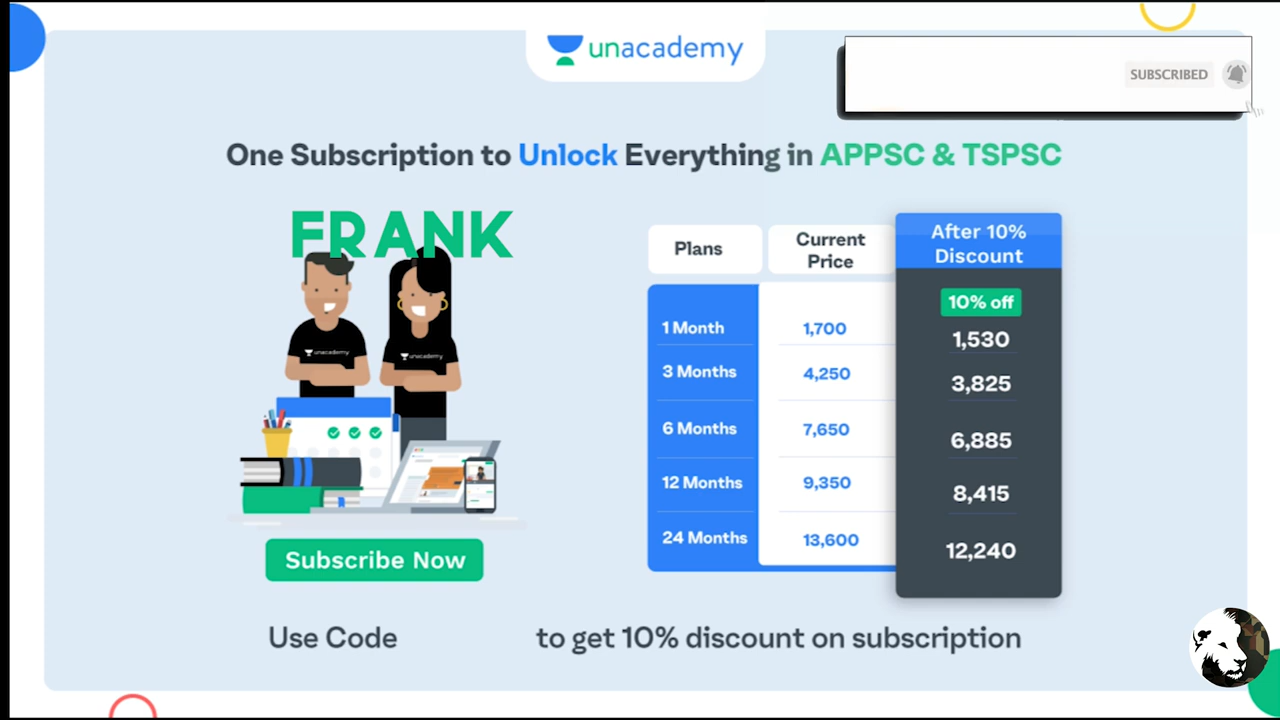 unacademy
SUBSCRIBED
One Subscription to Unlock Everything in APPSC & TSPSC
FRANK
unacademy
unacademy
Subscribe Now
Plans
Current Price
After 10% Discount
10% off
1 Month 1,700 1,530
3 Months 4,250 3,825
6 Months 7,650 6,885
12 Months 9,350 8,415
24 Months 13,600 12,240
Use Code to get 10% discount on subscription